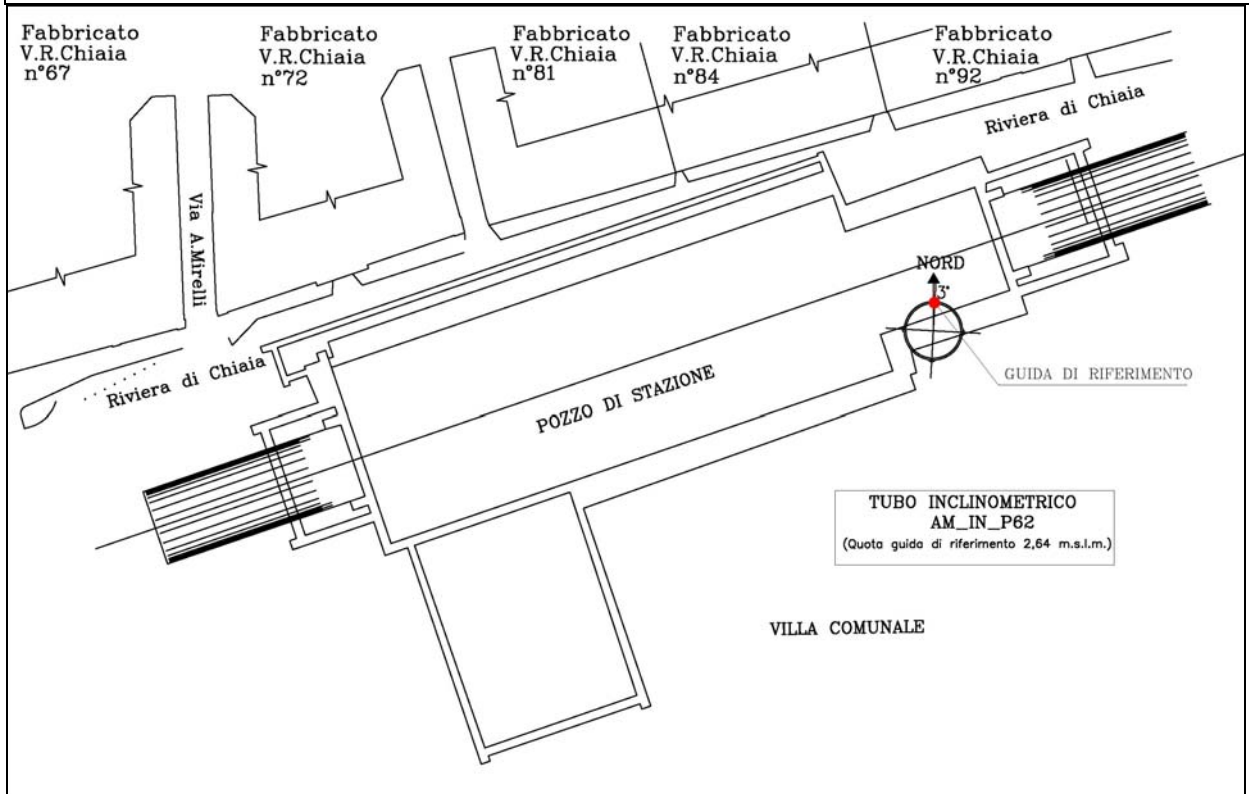 Fabbricato
V.R.Chiaia
n°67
Fabbricato
V.R.Chiaia
n°72
Fabbricato
V.R.Chiaia
n°81
Fabbricato
V.R.Chiaia
n°84
Fabbricato
V.R.Chiaia
n°92
Riviera di Chiaia
Via A.Mirelli
NORD
3°
Riviera di Chiaia
GUIDA DI RIFERIMENTO
POZZO DI STAZIONE
TUBO INCLINOMETRICO
AM_IN_P62
(Quota guida di riferimento 2,64 m.s.l.m.)
VILLA COMUNALE